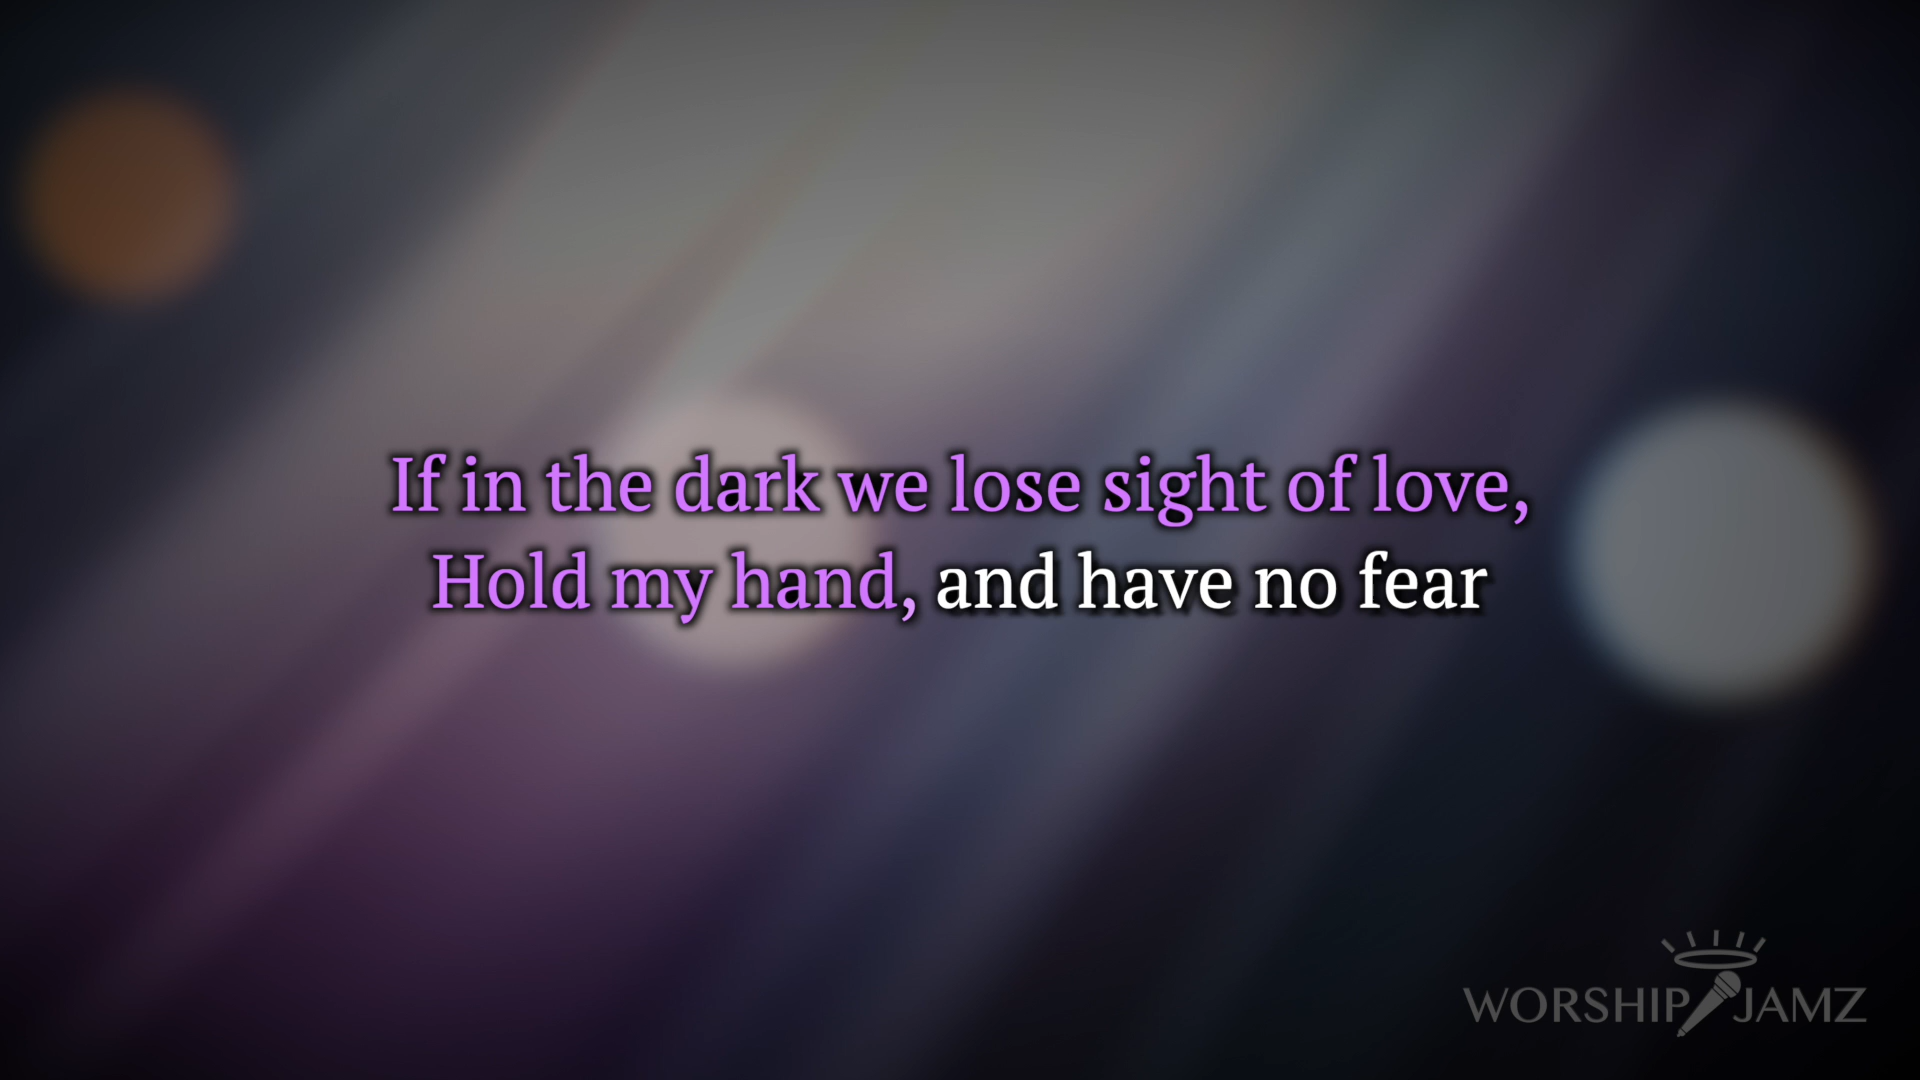 If in the dark we lose sight of love,
Hold my hand, and have no fear
WORSHIP JAMZ